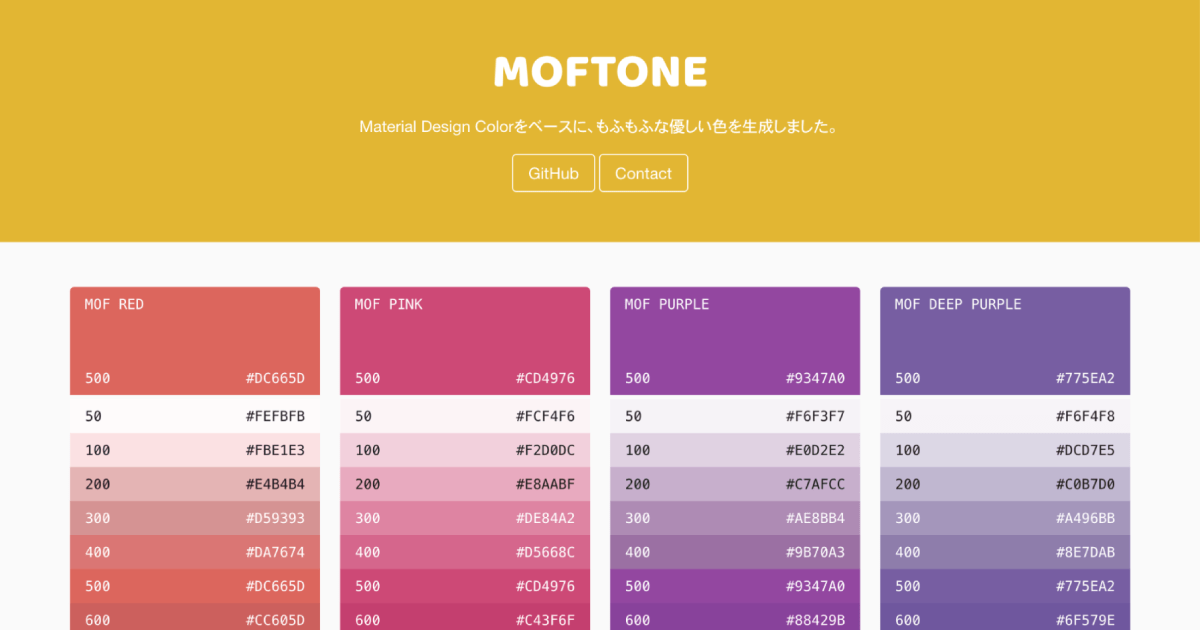 MOFTONE
Material Design Colorをベースに、もふもふな優しい色を生成しました。
GitHub Contact
MOF RED MOF PINK MOF PURPLE MOF DEEP PURPLE
500 #DC665D 500 #CD4976 500 #9347A0 500 #775EA2
50 #FEFBFB 50 #FCF4F6 50 #F6F3F7 50 #F6F4F8
100 #FBE1E3 100 #F2D0DC 100 #E0D2E2 100 #DCD7E5
200 #E4B4B4 200 #E8AABF 200 #C7AFCC 200 #C0B7D0
300 #D59393 300 #DE84A2 300 #AE8BB4 300 #A496BB
400 #DA7674 400 #D5668C 400 #9B70A3 400 #8E7DAB
500 #DC665D 500 #CD4976 500 #9347A0 500 #775EA2
600 #CC605D 600 #C43F6F 600 #88429B 600 #6F579E